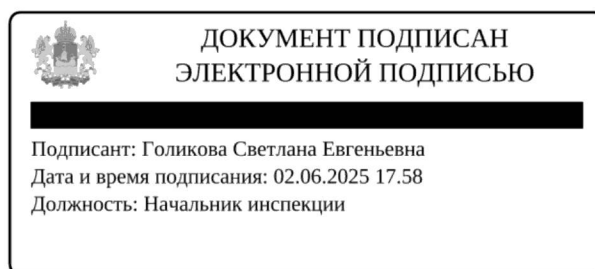 ДОКУМЕНТ ПОДПИСАН
ЭЛЕКТРОННОЙ ПОДПИСЬЮ
Подписант: Голикова Светлана Евгеньевна
Дата и время подписания: 02.06.2025 17.58
Должность: Начальник инспекции